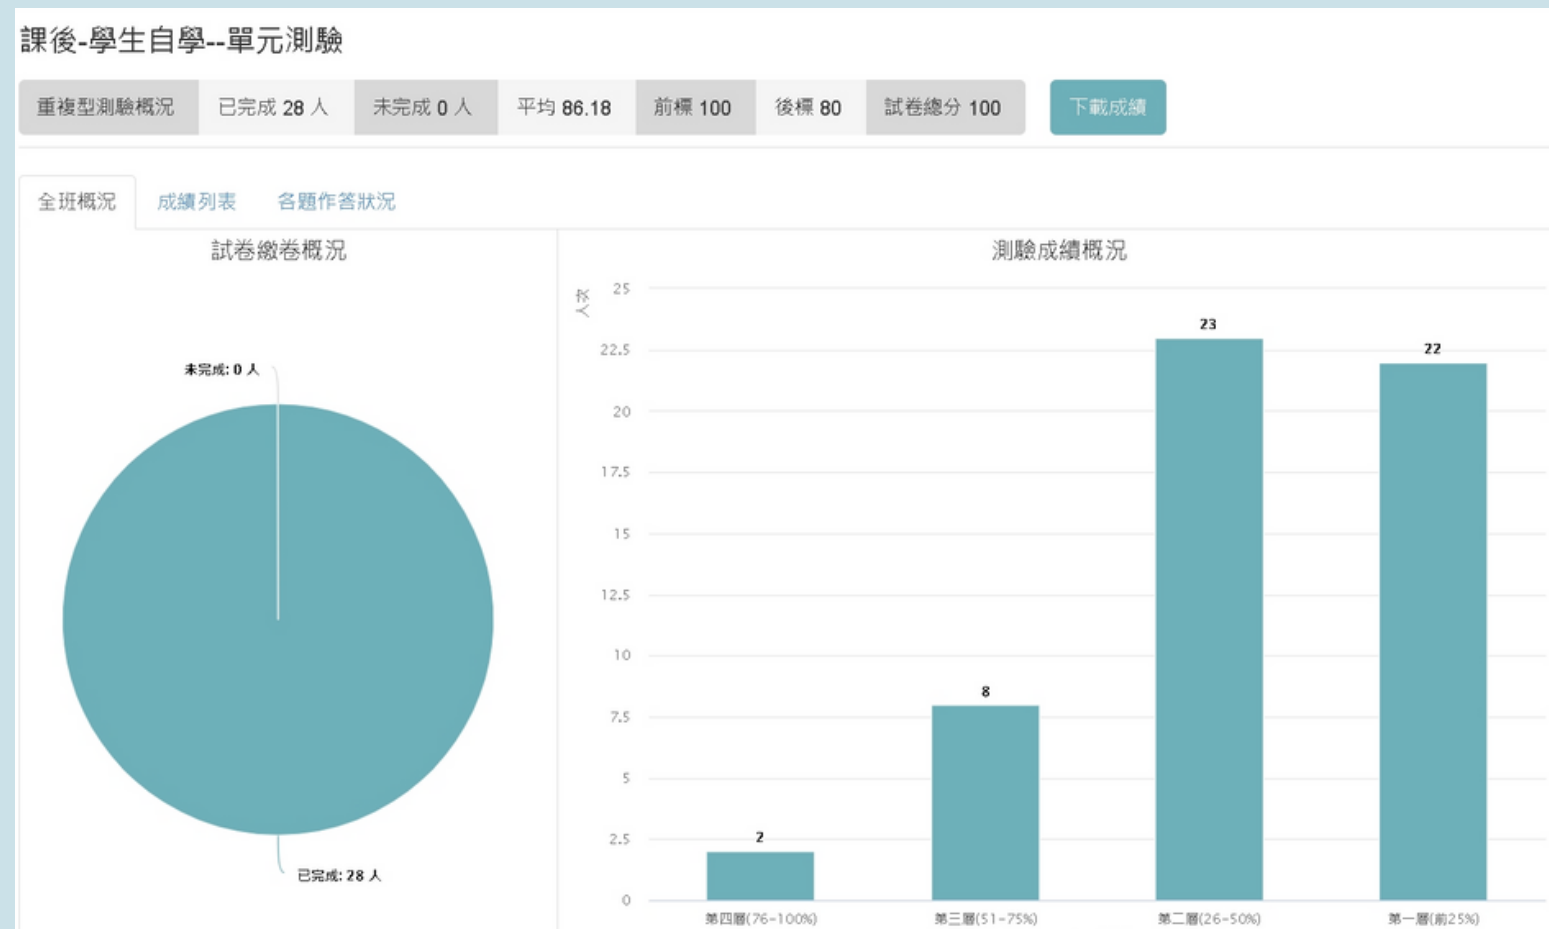 課後-學生自學--單元測驗
重複型測驗概況 已完成 28 人 未完成 0 人 平均 86.18 前標 100 後標 80 試卷總分 100 下載成績
全班概況 成績列表 各題作答狀況
試卷繳卷概況
未完成: 0 人
已完成: 28 人
測驗成績概況
人次
25
22.5
20
17.5
15
12.5
10
7.5
5
2.5
0
2
8
23
22
第四層(76-100%) 第三層(51-75%) 第二層(26-50%) 第一層(前25%)